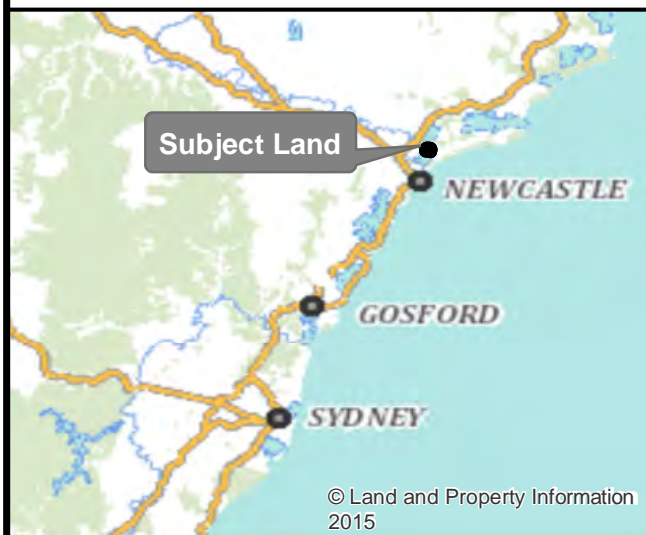 Subject Land
NEWCASTLE
GOSFORD
SYDNEY
© Land and Property Information
2015